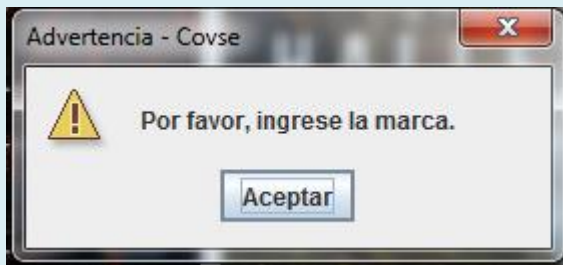 Advertencia - Covse
Por favor, ingrese la marca.
Aceptar